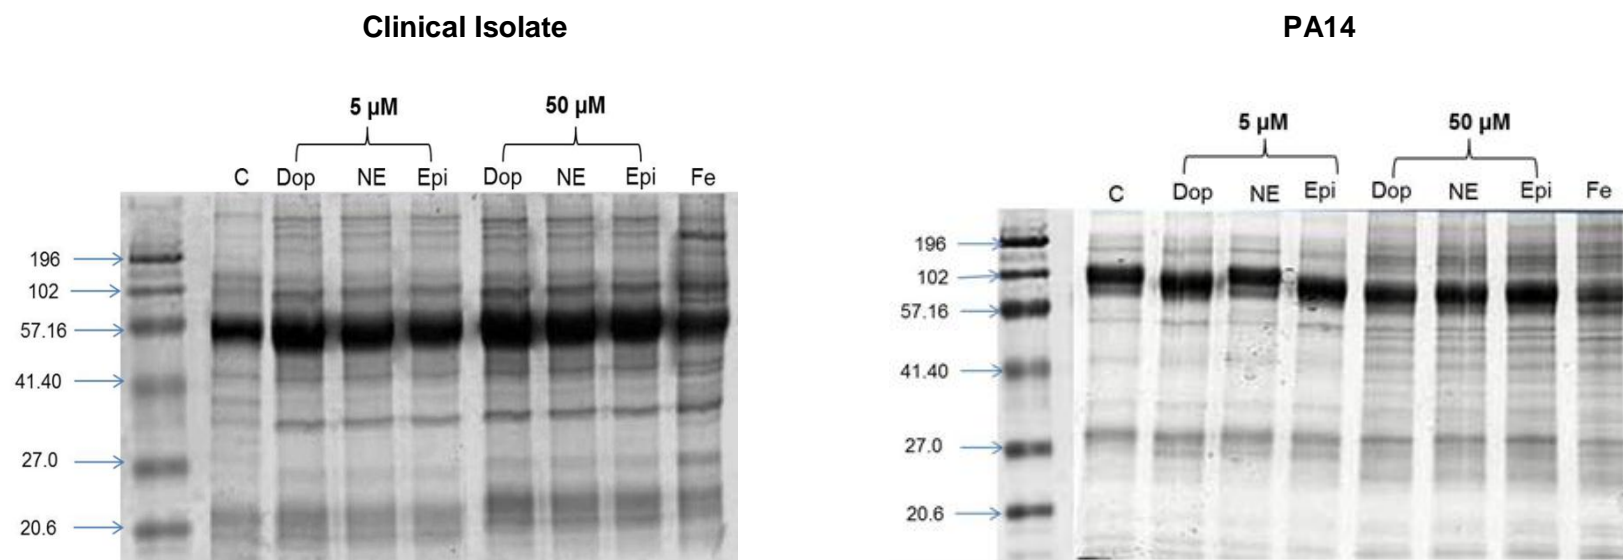 Clinical Isolate
5 µM 50 µM
C Dop NE Epi Dop NE Epi Fe
196
102
57.16
41.40
27.0
20.6
PA14
5 µM 50 µM
C Dop NE Epi Dop NE Epi Fe
196
102
57.16
41.40
27.0
20.6